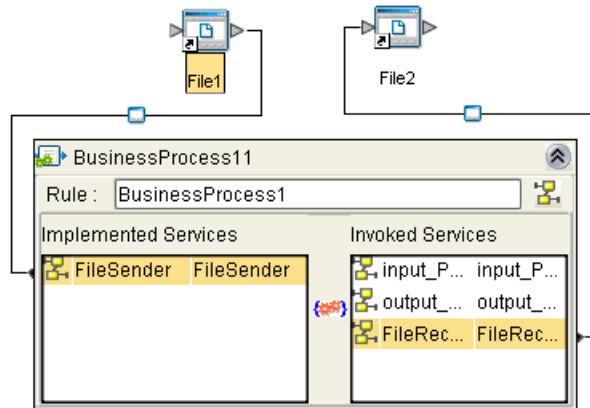 File1 File2
BusinessProcess11
Rule : BusinessProcess1
Implemented Services Invoked Services
FileSender FileSender input_P... input_P...
output_... output_...
FileRec... FileRec...